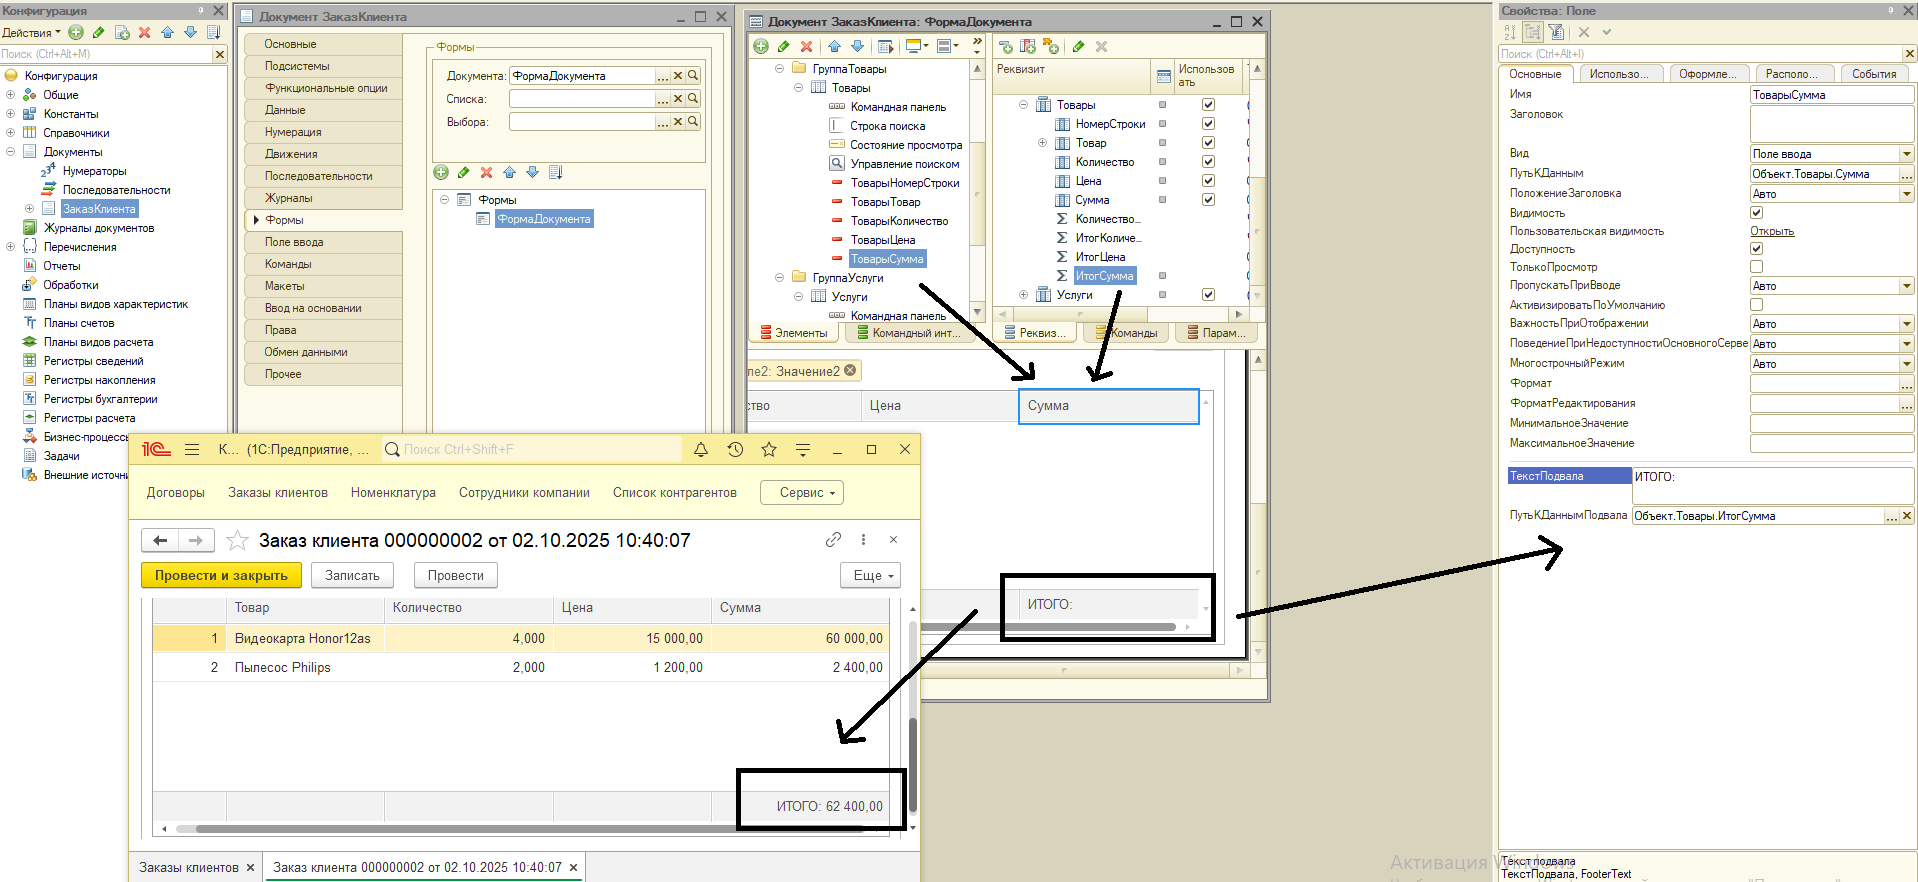 Конфигурация
Действия
Поиск (Ctrl+Alt+M)
Конфигурация
Общие
Константы
Справочники
Документы
Нумераторы
Последовательности
ЗаказКлиента
Журналы документов
Перечисления
Отчеты
Обработки
Планы видов характеристик
Планы счетов
Планы видов расчета
Регистры сведений
Регистры накопления
Регистры бухгалтерии
Регистры расчета
Бизнес-процессы
Задачи
Внешние источни
Документ ЗаказКлиента
Основные
Подсистемы
Функциональные опции
Данные
Нумерация
Движения
Последовательности
Журналы
Формы
Поле ввода
Команды
Макеты
Ввод на основании
Права
Обмен данными
Прочее
Формы
Документа: ФормаДокумента
Списка:
Выбора:
Формы
ФормаДокумента
Документ ЗаказКлиента: ФормаДокумента
ГруппаТовары
Товары
Командная панель
Строка поиска
Состояние просмотра
Управление поиском
ТоварыНомерСтроки
ТоварыТовар
ТоварыКоличество
ТоварыЦена
ТоварыСумма
ГруппаУслуги
Услуги
Командная панель
Элементы
Командный инт...
Реквизит
Использовать
Товары
НомерСтроки
Товар
Количество
Цена
Сумма
Количество...
ИтогКоличе...
ИтогЦена
ИтогСумма
Услуги
Реквиз...
Команды
Парам...
ле2: Значение2
тво
Цена
Сумма
ИТОГО:
1С
К... (1С:Предприятие, ...
Поиск Ctrl+Shift+F
Договоры
Заказы клиентов
Номенклатура
Сотрудники компании
Список контрагентов
Сервис
Заказ клиента 000000002 от 02.10.2025 10:40:07
Провести и закрыть
Записать
Провести
Еще
Товар Количество Цена Сумма
1 Видеокарта Honor12as 4,000 15 000,00 60 000,00
2 Пылесос Philips 2,000 1 200,00 2 400,00
ИТОГО: 62 400,00
Заказы клиентов
Заказ клиента 000000002 от 02.10.2025 10:40:07
Свойства: Поле
Поиск (Ctrl+Alt+I)
Основные
Использо...
Оформле...
Располо...
События
Имя ТоварыСумма
Заголовок
Вид Поле ввода
ПутьКДанным Объект.Товары.Сумма
ПоложениеЗаголовка Авто
Видимость
Пользовательская видимость Открыть
Доступность
ТолькоПросмотр
ПропускатьПриВводе Авто
АктивизироватьПоУмолчанию
ВажностьПриОтображении Авто
ПоведениеПриНедоступностиОсновногоСерве Авто
МногострочныйРежим Авто
Формат
ФорматРедактирования
МинимальноеЗначение
МаксимальноеЗначение
ТекстПодвала ИТОГО:
ПутьКДаннымПодвала Объект.Товары.ИтогСумма
Активация Windows
Текст подвала
ТекстПодвала, FooterText